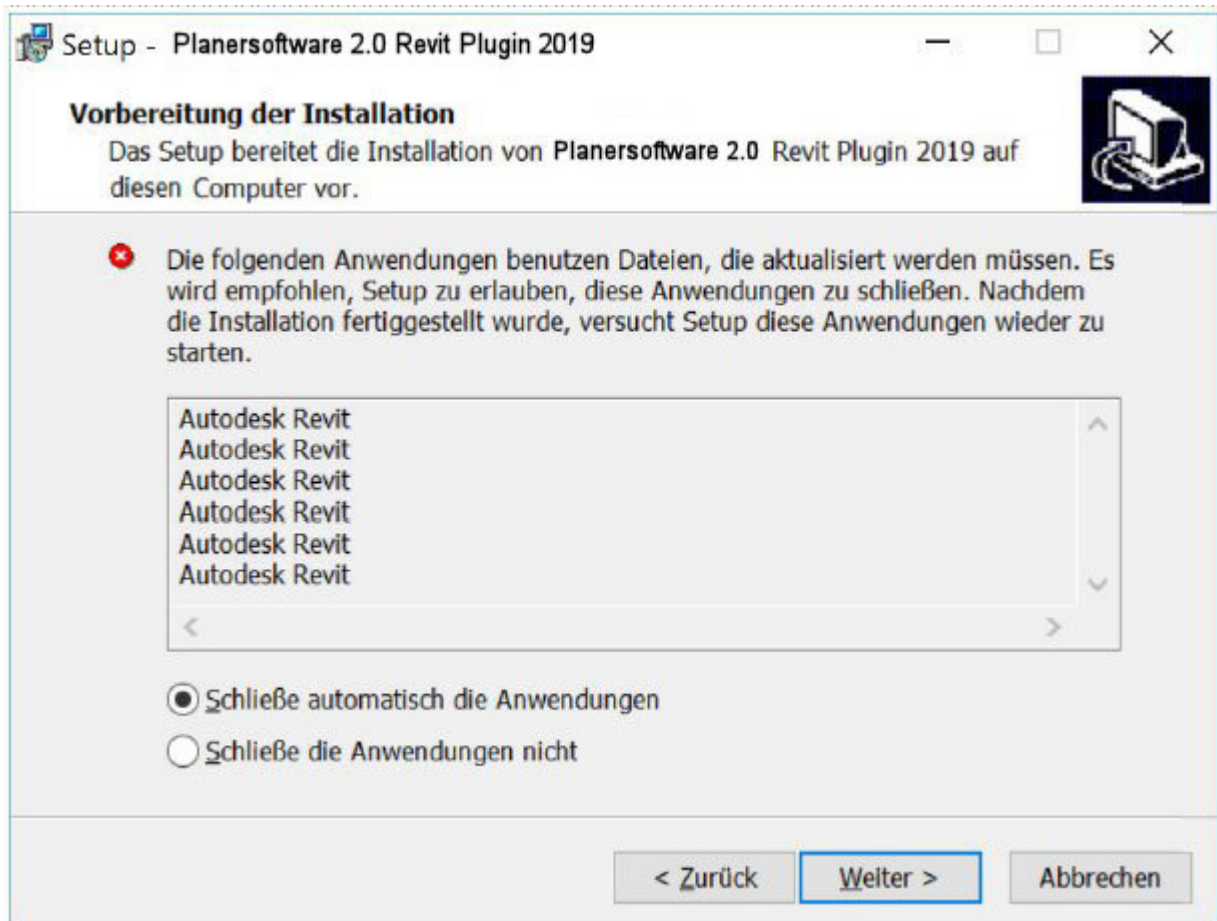 Setup - Planersoftware 2.0 Revit Plugin 2019
Vorbereitung der Installation
Das Setup bereitet die Installation von Planersoftware 2.0 Revit Plugin 2019 auf
diesen Computer vor.
Die folgenden Anwendungen benutzen Dateien, die aktualisiert werden müssen. Es
wird empfohlen, Setup zu erlauben, diese Anwendungen zu schließen. Nachdem
die Installation fertiggestellt wurde, versucht Setup diese Anwendungen wieder zu
starten.
Autodesk Revit
Autodesk Revit
Autodesk Revit
Autodesk Revit
Autodesk Revit
Autodesk Revit
Schließe automatisch die Anwendungen
Schließe die Anwendungen nicht
< Zurück Weiter > Abbrechen